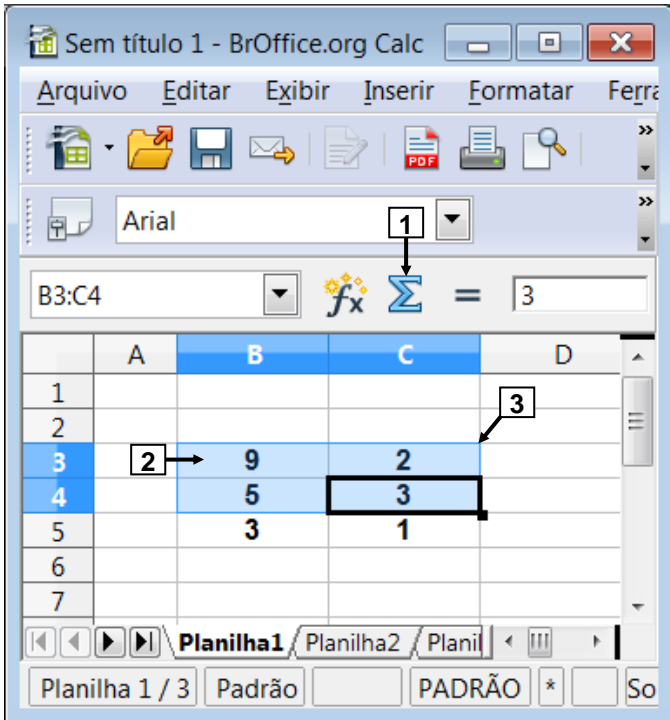 Sem título 1 - BrOffice.org Calc
Arquivo Editar Exibir Inserir Formatar Ferra
PDF
Arial
1
B3:C4 fx Σ = 3
A B C D
1
2
3
3 2 9 2
4 5 3
5 3 1
6
7
Planilha1 Planilha2 Planil
Planilha 1 / 3 Padrão PADRÃO * So